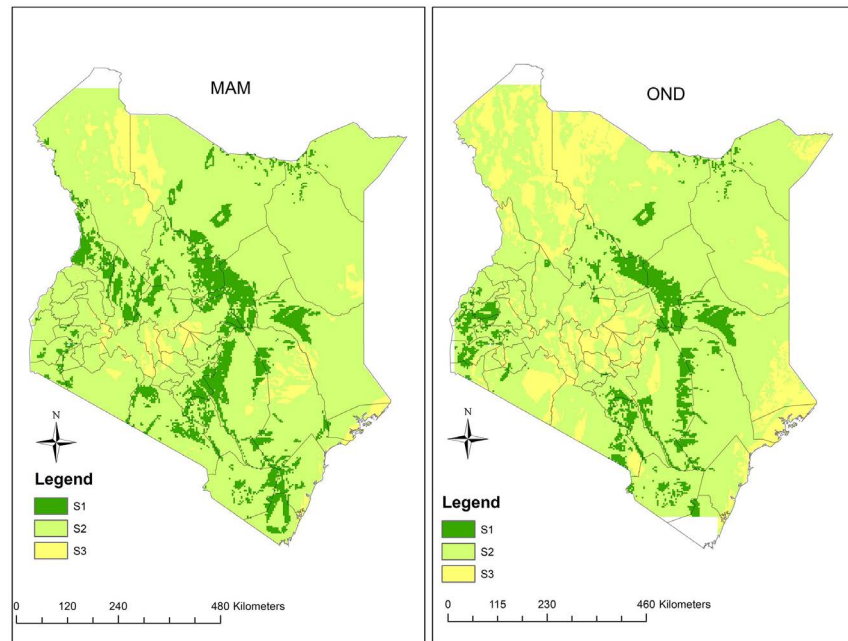 MAM
N
Legend
S1
S2
S3
0 120 240 480 Kilometers
OND
N
Legend
S1
S2
S3
0 115 230 460 Kilometers